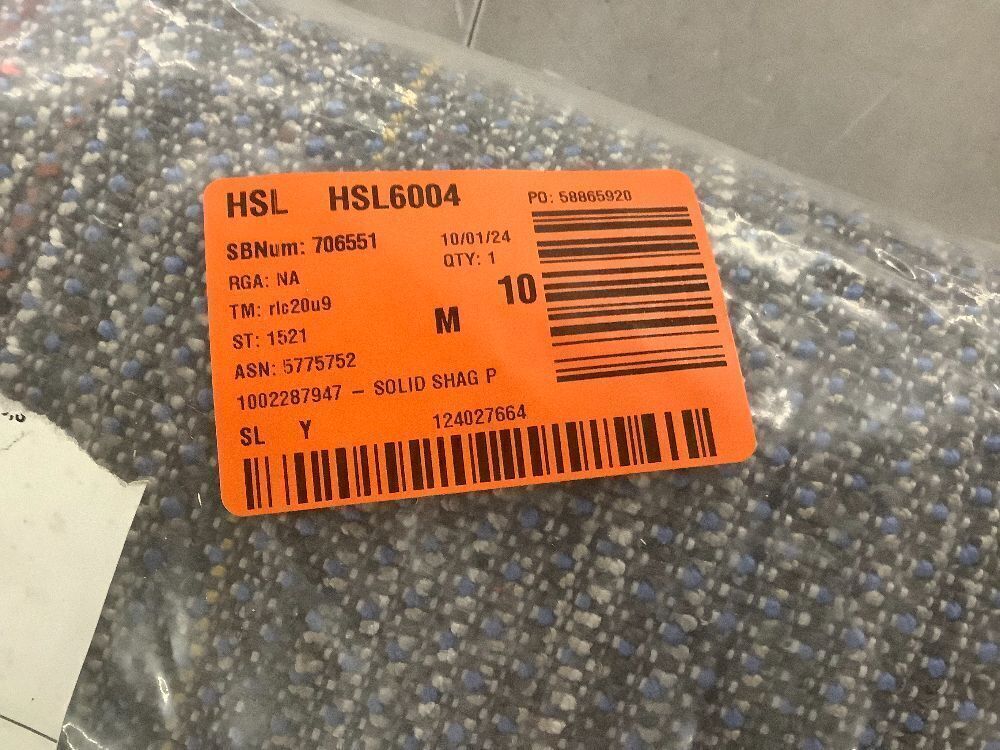 HSL HSL6004 PO: 58865920
SBNum: 706551 10/01/24
RGA: NA QTY: 1
TM: rlc20u9 M 10
ST: 1521
ASN: 5775752
1002287947 – SOLID SHAG P
SL Y 124027664